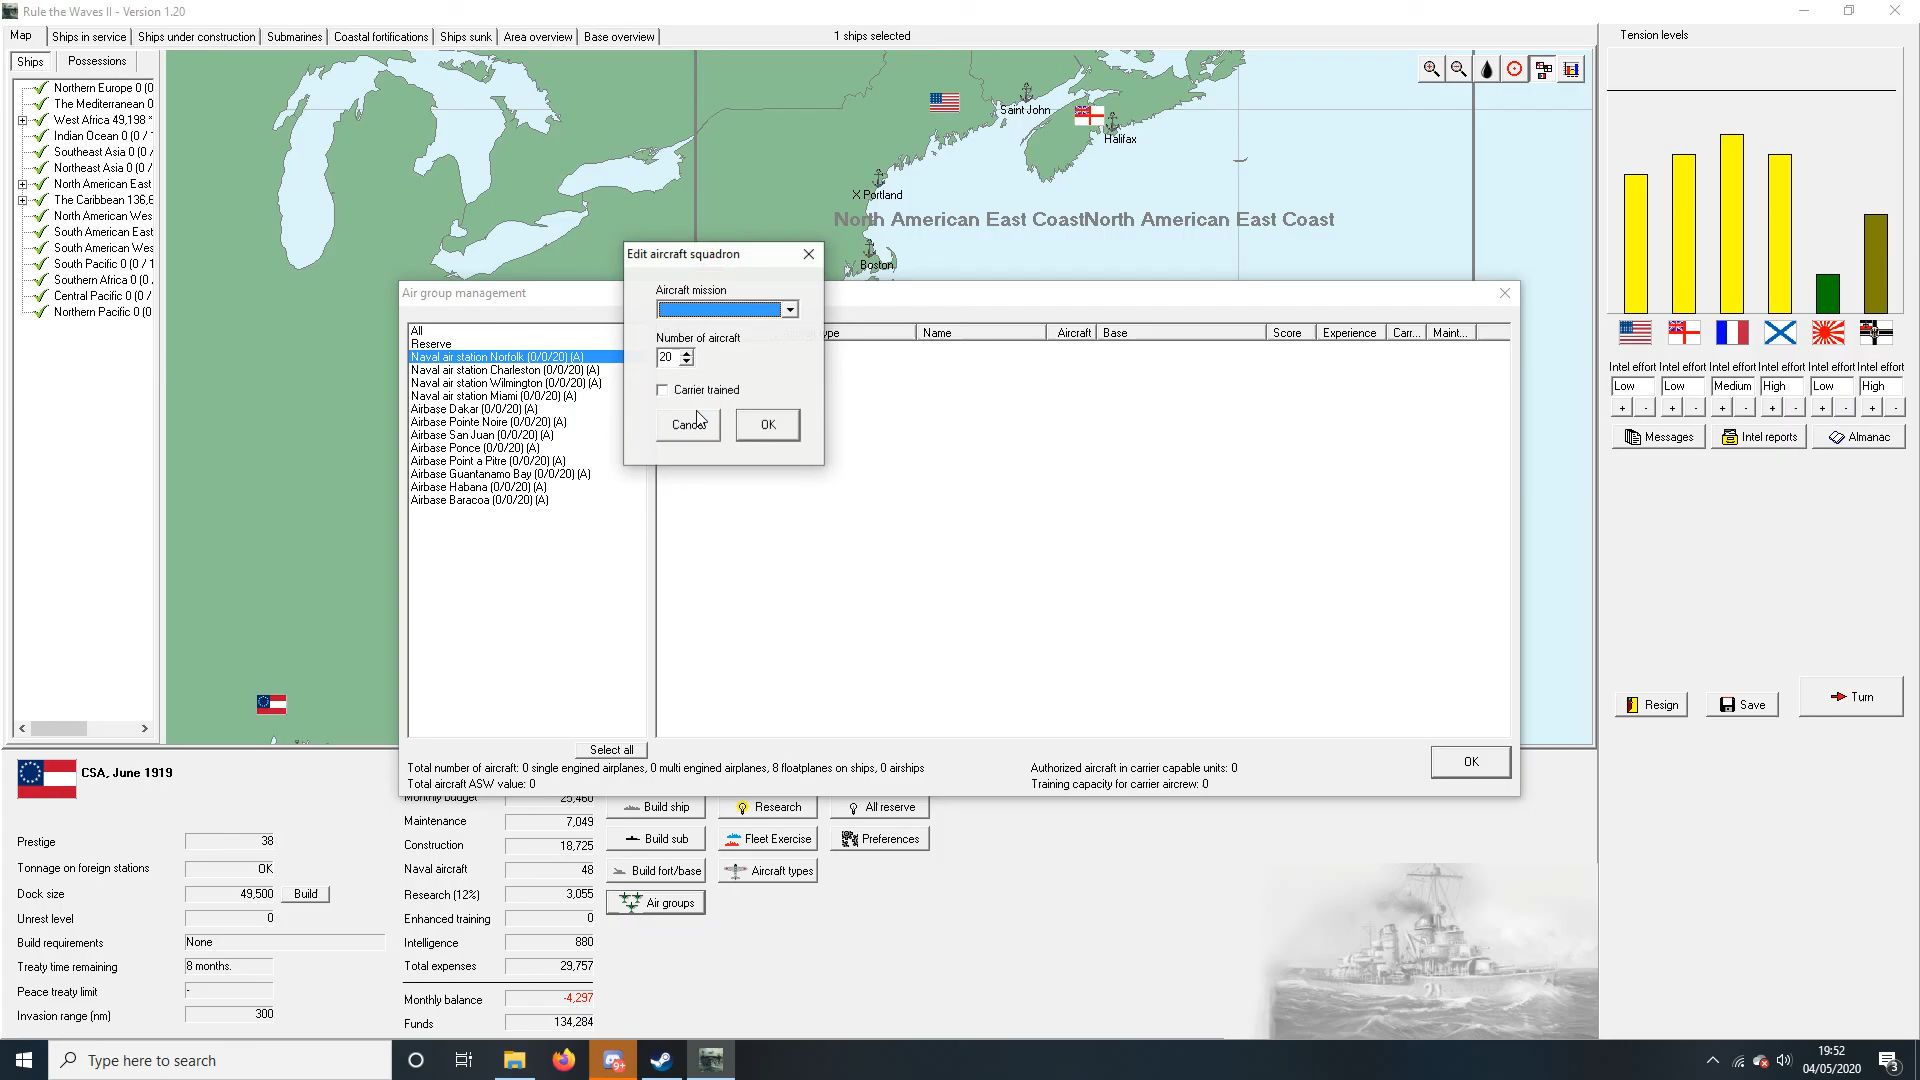 Rule the Waves II - Version 1.20
Map
Ships in service
Ships under construction
Submarines
Coastal fortifications
Ships sunk
Area overview
Base overview
1 ships selected
Tension levels
Ships
Possessions
Northern Europe 0 (0
The Mediterranean 0
West Africa 49,198 *
Indian Ocean 0 (0 / 1
Southeast Asia 0 (0 /
Northeast Asia 0 (0 /
North American East
The Caribbean 136,6
North American Wes
South American East
South American Wes
South Pacific 0 (0 / 1
Southern Africa 0 (0
Central Pacific 0 (0 /
Northern Pacific 0 (0
Saint John
Halifax
X Portland
North American East CoastNorth American East Coast
Boston
Edit aircraft squadron
Aircraft mission
Number of aircraft
20
Carrier trained
Cancel
OK
Air group management
All
Reserve
Naval air station Norfolk (0/0/20) (A)
Naval air station Charleston (0/0/20) (A)
Naval air station Wilmington (0/0/20) (A)
Naval air station Miami (0/0/20) (A)
Airbase Dakar (0/0/20) (A)
Airbase Pointe Noire (0/0/20) (A)
Airbase San Juan (0/0/20) (A)
Airbase Ponce (0/0/20) (A)
Airbase Point a Pitre (0/0/20) (A)
Airbase Guantanamo Bay (0/0/20) (A)
Airbase Habana (0/0/20) (A)
Airbase Baracoa (0/0/20) (A)
Name
Aircraft
Base
Score
Experience
Carr...
Maint...
Select all
Total number of aircraft: 0 single engined airplanes, 0 multi engined airplanes, 8 floatplanes on ships, 0 airships
Total aircraft ASW value: 0
Authorized aircraft in carrier capable units: 0
Training capacity for carrier aircrew: 0
OK
Intel effort Intel effort Intel effort Intel effort Intel effort Intel effort
Low Low Medium High Low High
+ - + - + - + - + - + -
Messages
Intel reports
Almanac
Resign
Save
Turn
CSA, June 1919
Prestige 38
Tonnage on foreign stations OK
Dock size 49,500 Build
Unrest level 0
Build requirements None
Treaty time remaining 8 months.
Peace treaty limit -
Invasion range (nm) 300
Monthly budget 25,460
Maintenance 7,049
Construction 18,725
Naval aircraft 48
Research (12%) 3,055
Enhanced training 0
Intelligence 880
Total expenses 29,757
Monthly balance -4,297
Funds 134,284
Build ship
Research
All reserve
Build sub
Fleet Exercise
Preferences
Build fort/base
Aircraft types
Air groups
Type here to search
9+
19:52
04/05/2020
3